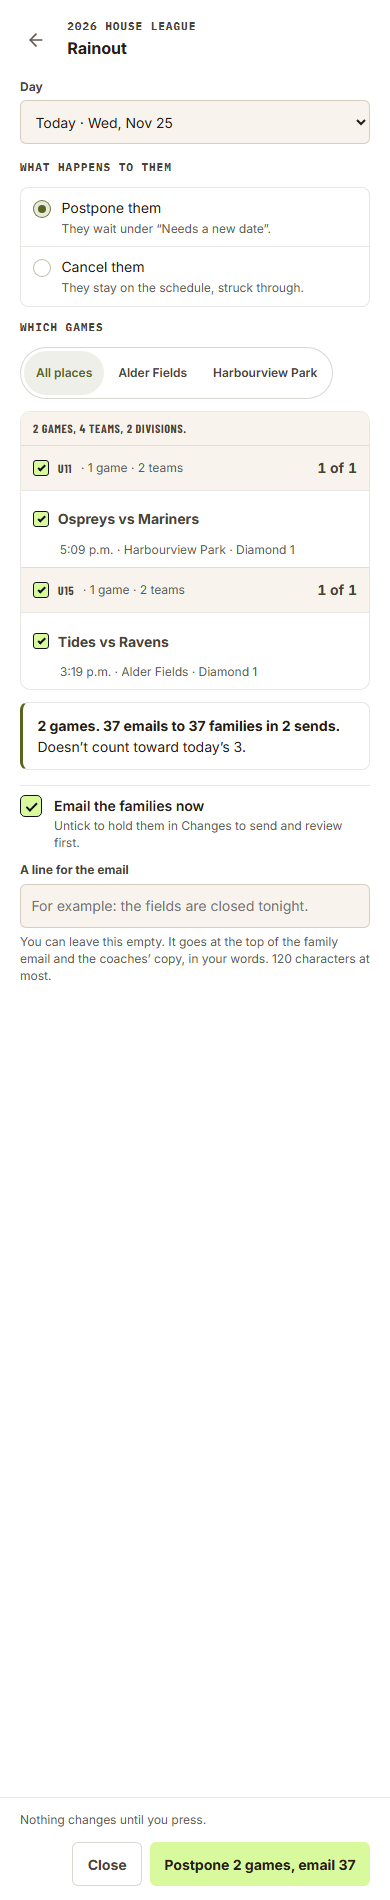 2026 HOUSE LEAGUE
Rainout
Day
Today · Wed, Nov 25
WHAT HAPPENS TO THEM
Postpone them
They wait under “Needs a new date”.
Cancel them
They stay on the schedule, struck through.
WHICH GAMES
All places
Alder Fields
Harbourview Park
2 GAMES, 4 TEAMS, 2 DIVISIONS.
U11 · 1 game · 2 teams 1 of 1
Ospreys vs Mariners
5:09 p.m. · Harbourview Park · Diamond 1
U15 · 1 game · 2 teams 1 of 1
Tides vs Ravens
3:19 p.m. · Alder Fields · Diamond 1
2 games. 37 emails to 37 families in 2 sends.
Doesn’t count toward today’s 3.
Email the families now
Untick to hold them in Changes to send and review
first.
A line for the email
For example: the fields are closed tonight.
You can leave this empty. It goes at the top of the family
email and the coaches’ copy, in your words. 120 characters at
most.
Nothing changes until you press.
Close
Postpone 2 games, email 37